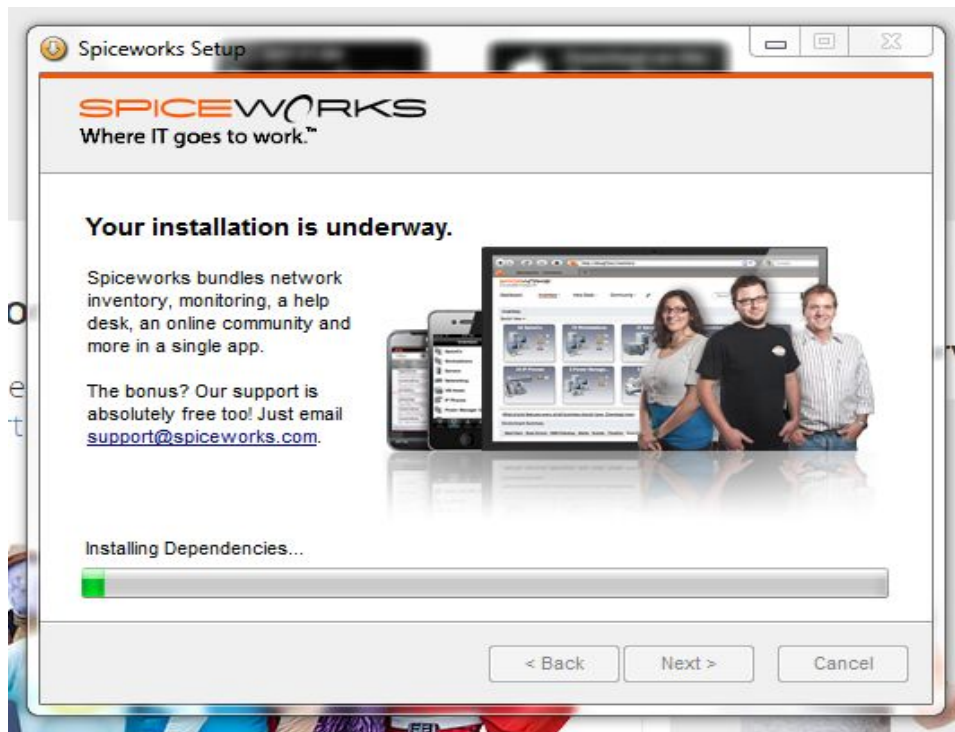 Spiceworks Setup
SPICEWORKS
Where IT goes to work.™
Your installation is underway.
Spiceworks bundles network
inventory, monitoring, a help
desk, an online community and
more in a single app.
The bonus? Our support is
absolutely free too! Just email
support@spiceworks.com.
Installing Dependencies...
< Back
Next >
Cancel